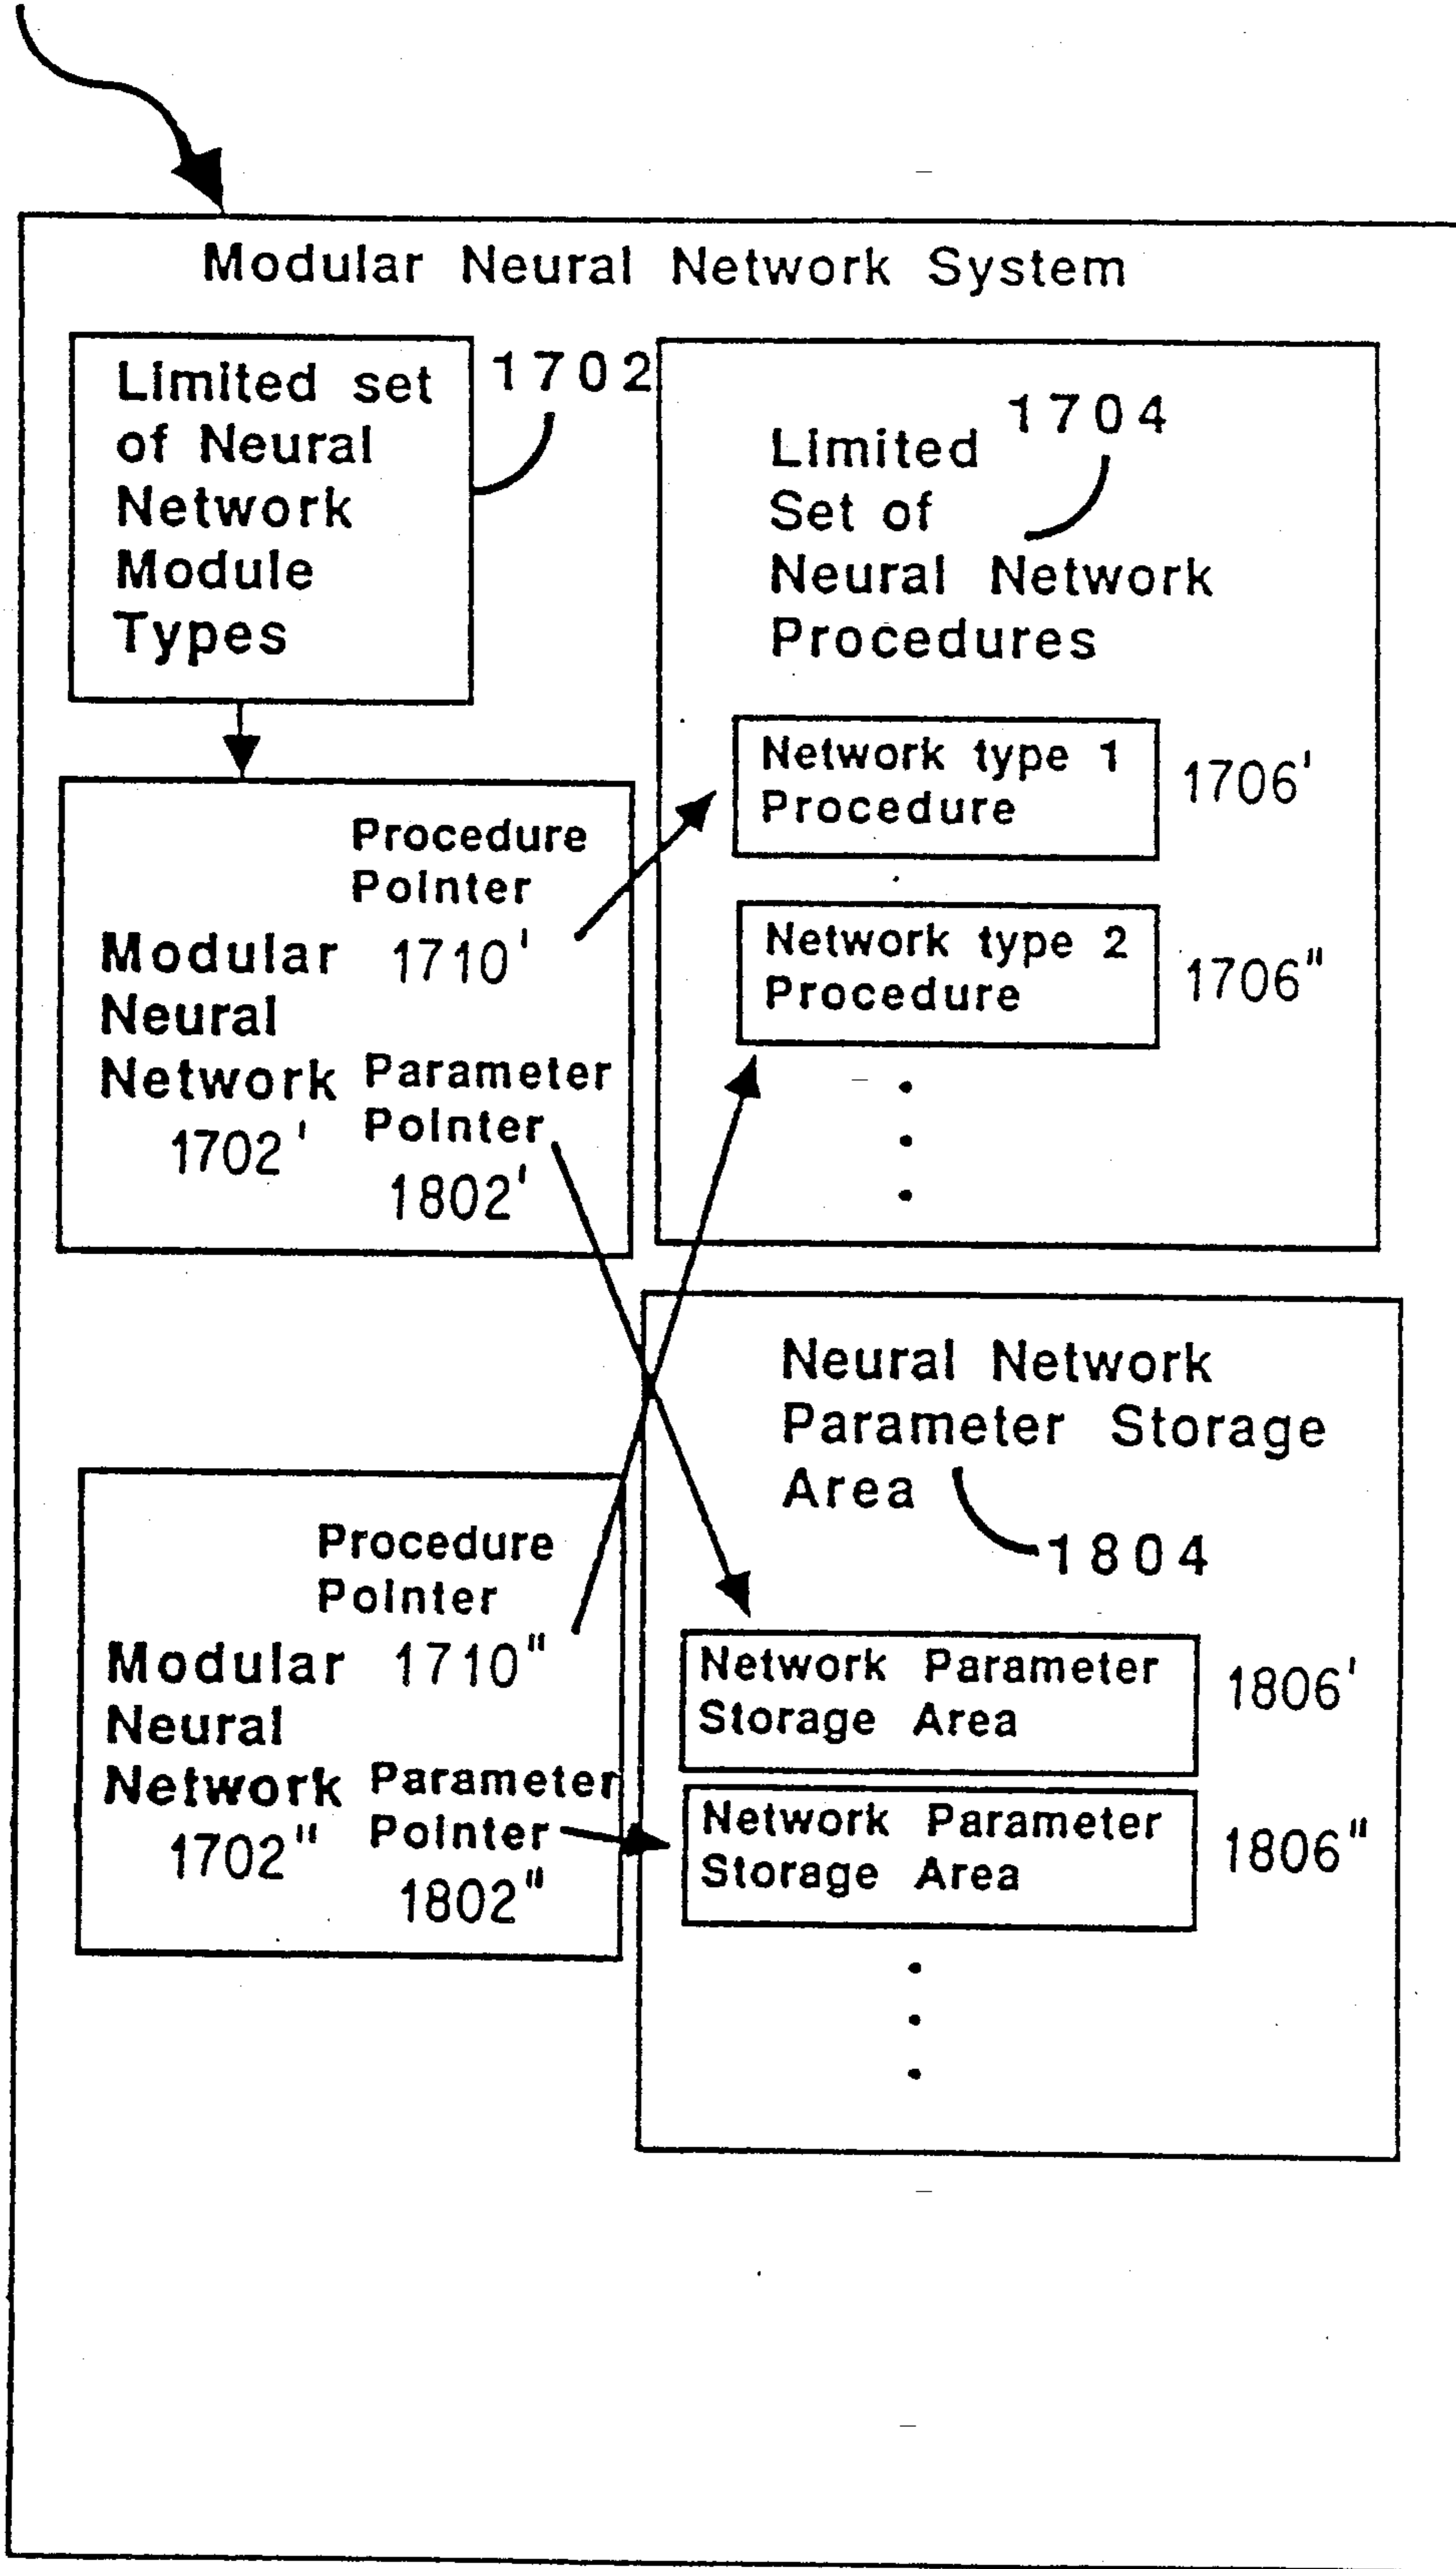 Modular Neural Network System
Limited set
of Neural
Network
Module
Types
1702
Limited
Set of
Neural Network
Procedures
1704
Network type 1
Procedure
1706'
Network type 2
Procedure
1706"
Procedure
Pointer
1710'
Modular
Neural
Network
1702'
Parameter
Pointer
1802'
Neural Network
Parameter Storage
Area
1804
Procedure
Pointer
1710"
Modular
Neural
Network
1702"
Parameter
Pointer
1802"
Network Parameter
Storage Area
1806'
Network Parameter
Storage Area
1806"